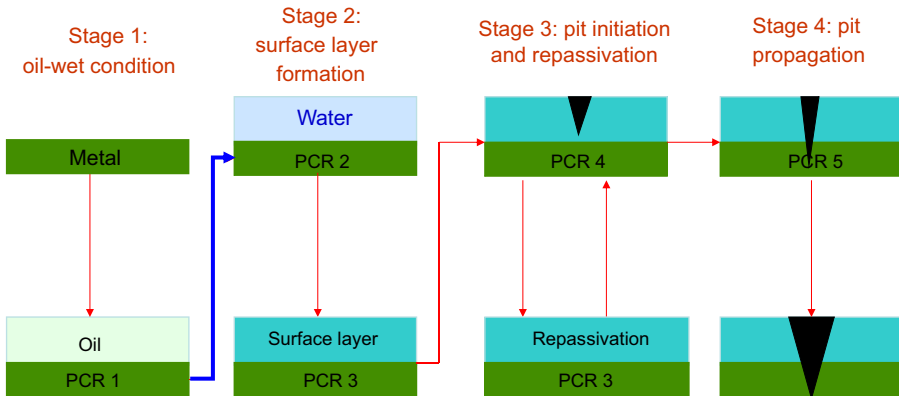 Stage 1:
oil-wet condition
Metal
Oil
PCR 1
Stage 2:
surface layer
formation
Water
PCR 2
Surface layer
PCR 3
Stage 3: pit initiation
and repassivation
PCR 4
Repassivation
PCR 3
Stage 4: pit
propagation
PCR 5